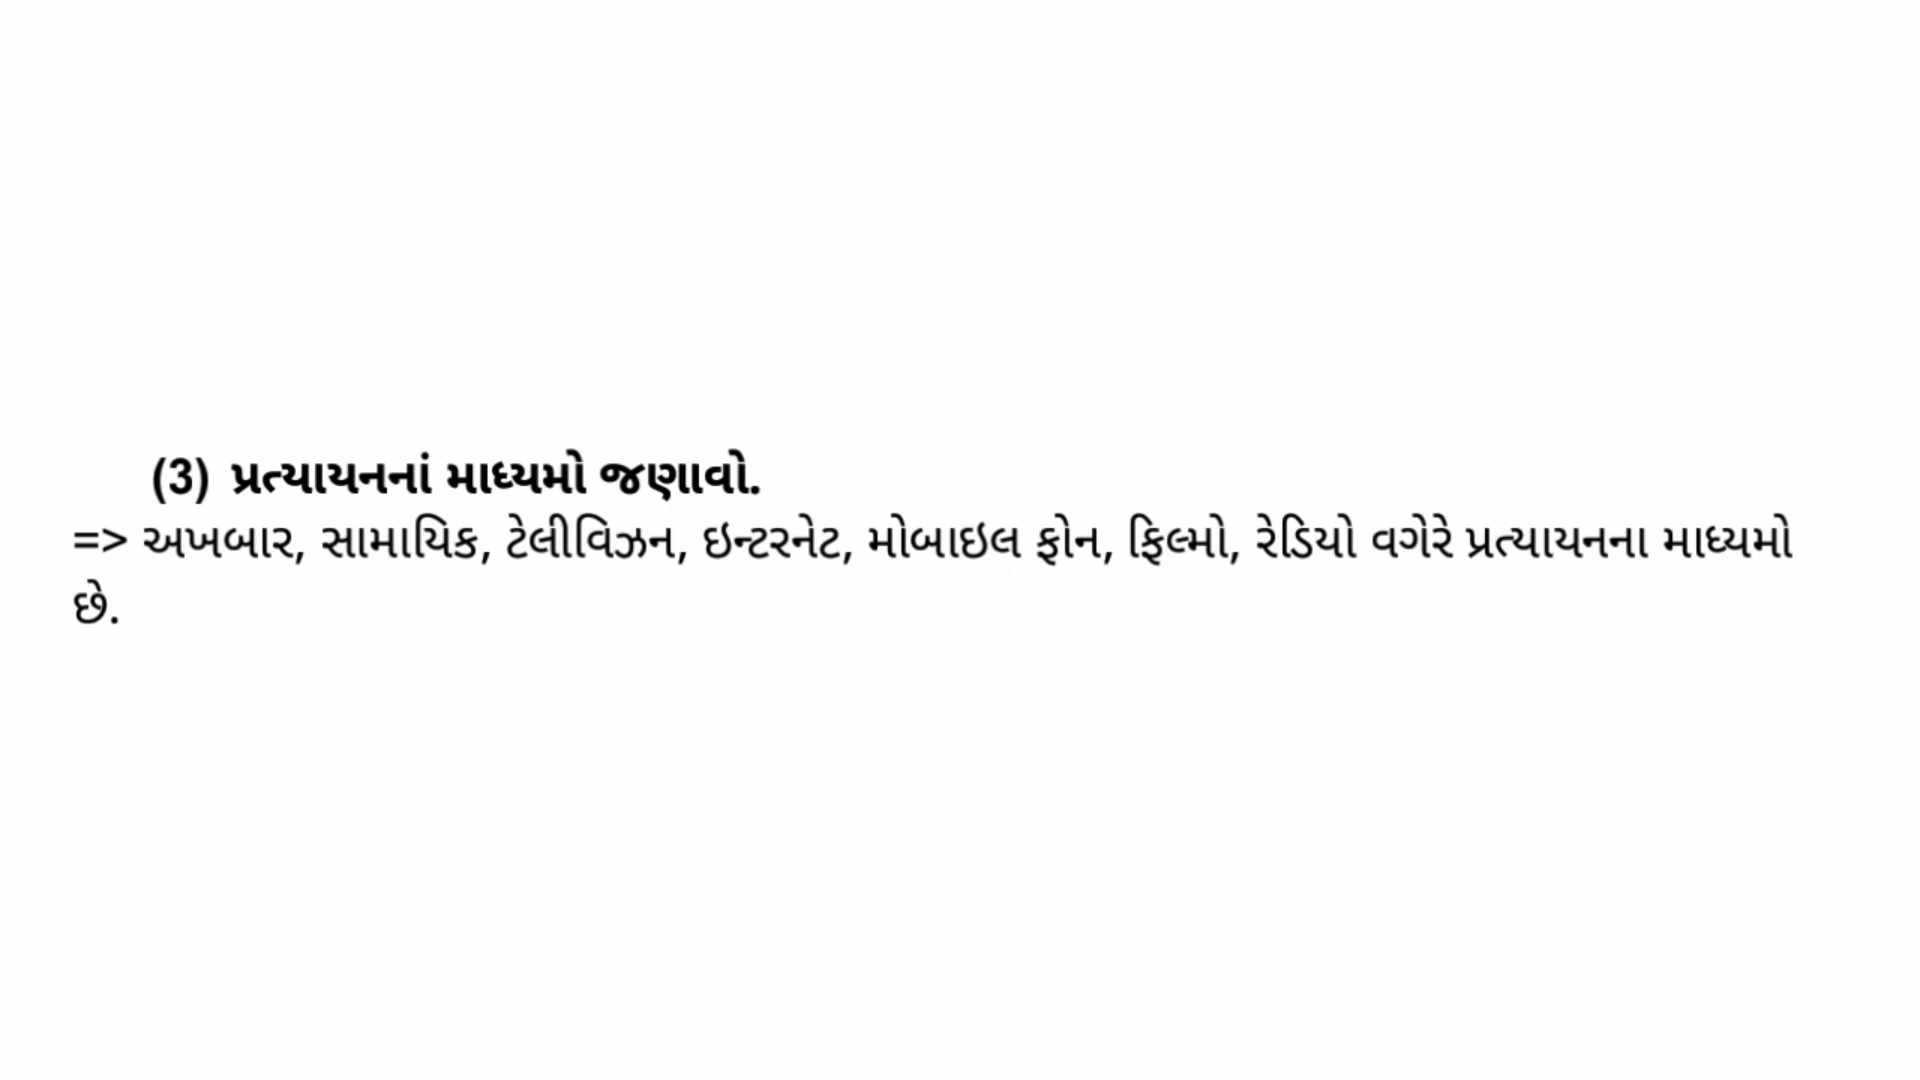 (3) પ્રત્યાયનનાં માધ્યમો જણાવો.
=> અખબાર, સામાયિક, ટેલીવિઝન, ઇન્ટરનેટ, મોબાઇલ ફોન, ફિલ્મો, રેડિયો વગેરે પ્રત્યાયનના માધ્યમો
છે.